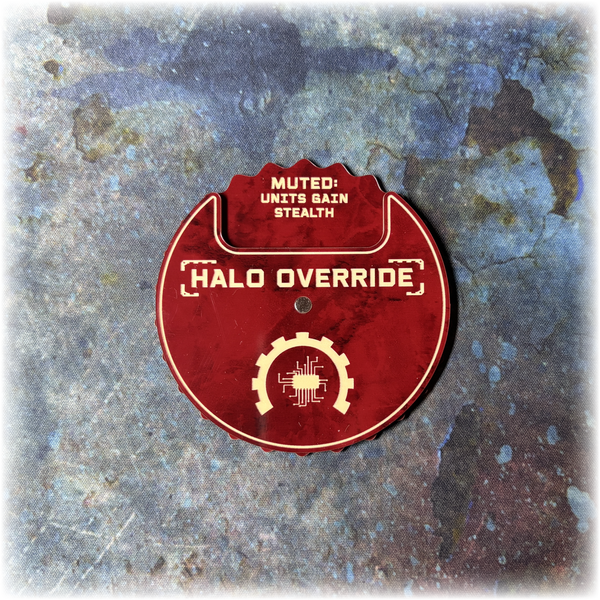 MUTED:
UNITS GAIN
STEALTH
HALO OVERRIDE